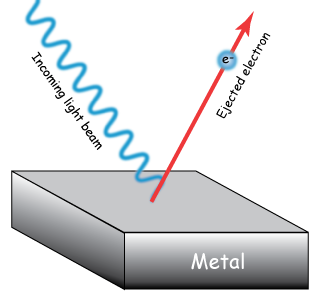 Incoming light beam
e⁻
Ejected electron
Metal